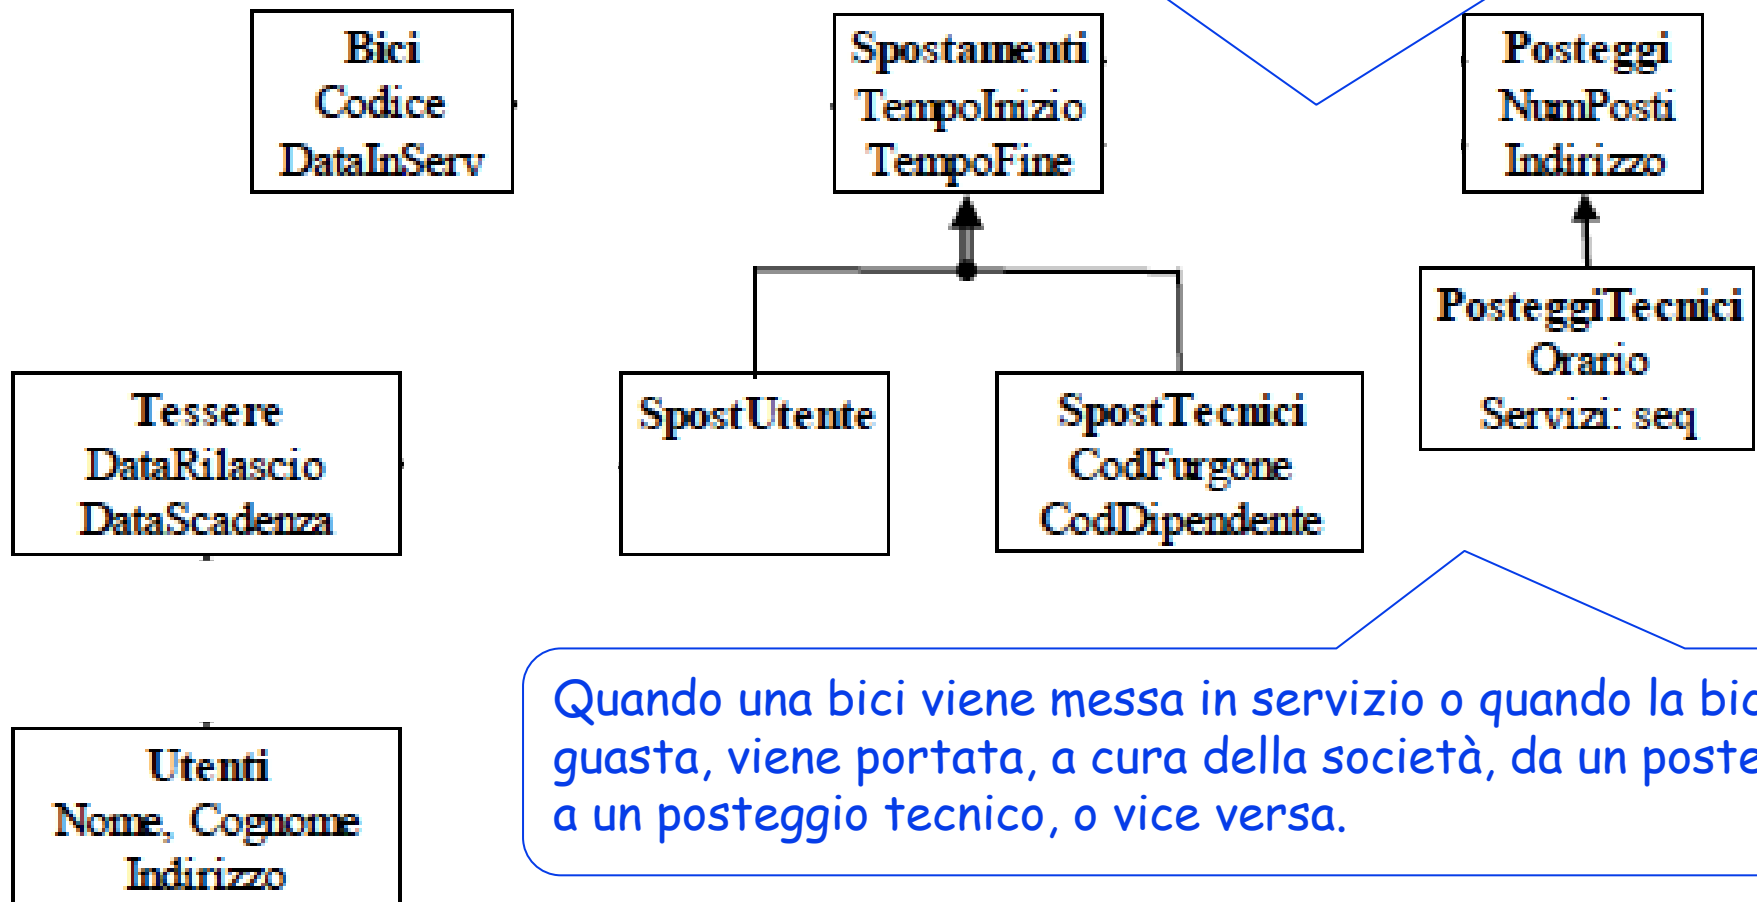 Bici
Codice
DataInServ
Spostamenti
TempoInizio
TempoFine
Posteggi
NumPosti
Indirizzo
PosteggiTecnici
Orario
Servizi: seq
Tessere
DataRilascio
DataScadenza
SpostUtente
SpostTecnici
CodFurgone
CodDipendente
Utenti
Nome, Cognome
Indirizzo
Quando una bici viene messa in servizio o quando la
guasta, viene portata, a cura della società, da un
a un posteggio tecnico, o vice versa.